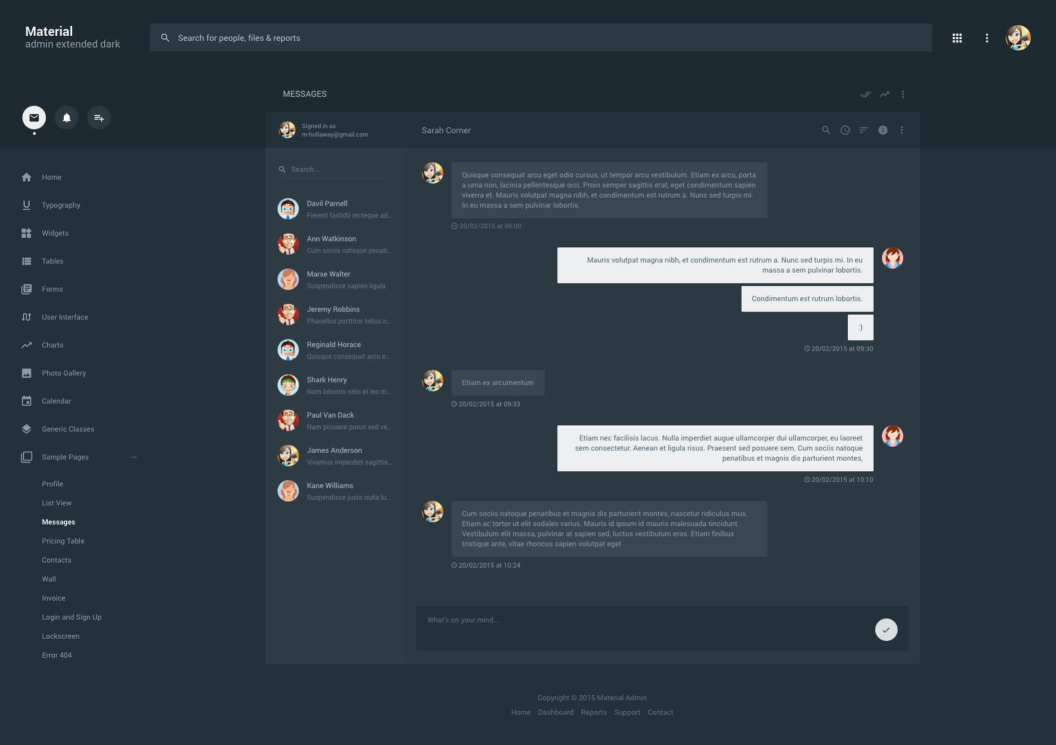 Material
admin extended dark
Search for people, files & reports
MESSAGES
Signed in as
m-hollaway@gmail.com
Sarah Corner
Home
Typography
Widgets
Tables
Forms
User Interface
Charts
Photo Gallery
Calendar
Generic Classes
Sample Pages
Profile
List View
Messages
Pricing Table
Contacts
Wall
Invoice
Login and Sign Up
Lockscreen
Error 404
Search...
Davil Parnell
Fierent fastidii recteque ad...
Ann Watkinson
Cum sociis natoque penati...
Marse Walter
Suspendisse sapien ligula
Jeremy Robbins
Phasellus porttitor tellus n...
Reginald Horace
Quisque consequat arcu e...
Shark Henry
Nam lobortis odio et leo m...
Paul Van Dack
Nam posuere purus sed ve...
James Anderson
Vivamus imperdiet sagittis...
Kane Williams
Suspendisse justo nulla lu...
Quisque consequat arcu eget odio cursus, ut tempor arcu vestibulum. Etiam ex arcu, porta
a urna non, lacinia pellentesque orci. Proin semper sagittis erat, eget condimentum sapien
viverra et. Mauris volutpat magna nibh, et condimentum est rutrum a. Nunc sed turpis mi.
In eu massa a sem pulvinar lobortis.
20/02/2015 at 09:00
Mauris volutpat magna nibh, et condimentum est rutrum a. Nunc sed turpis mi. In eu
massa a sem pulvinar lobortis.
Condimentum est rutrum lobortis.
:)
20/02/2015 at 09:30
Etiam ex arcumentum
20/02/2015 at 09:33
Etiam nec facilisis lacus. Nulla imperdiet augue ullamcorper dui ullamcorper, eu laoreet
sem consectetur. Aenean et ligula risus. Praesent sed posuere sem. Cum sociis natoque
penatibus et magnis dis parturient montes,
20/02/2015 at 10:10
Cum sociis natoque penatibus et magnis dis parturient montes, nascetur ridiculus mus.
Etiam ac tortor ut elit sodales varius. Mauris id ipsum id mauris malesuada tincidunt.
Vestibulum elit massa, pulvinar at sapien sed, luctus vestibulum eros. Etiam finibus
tristique ante, vitae rhoncus sapien volutpat eget
20/02/2015 at 10:24
What's on your mind...
Copyright © 2015 Material Admin
Home Dashboard Reports Support Contact